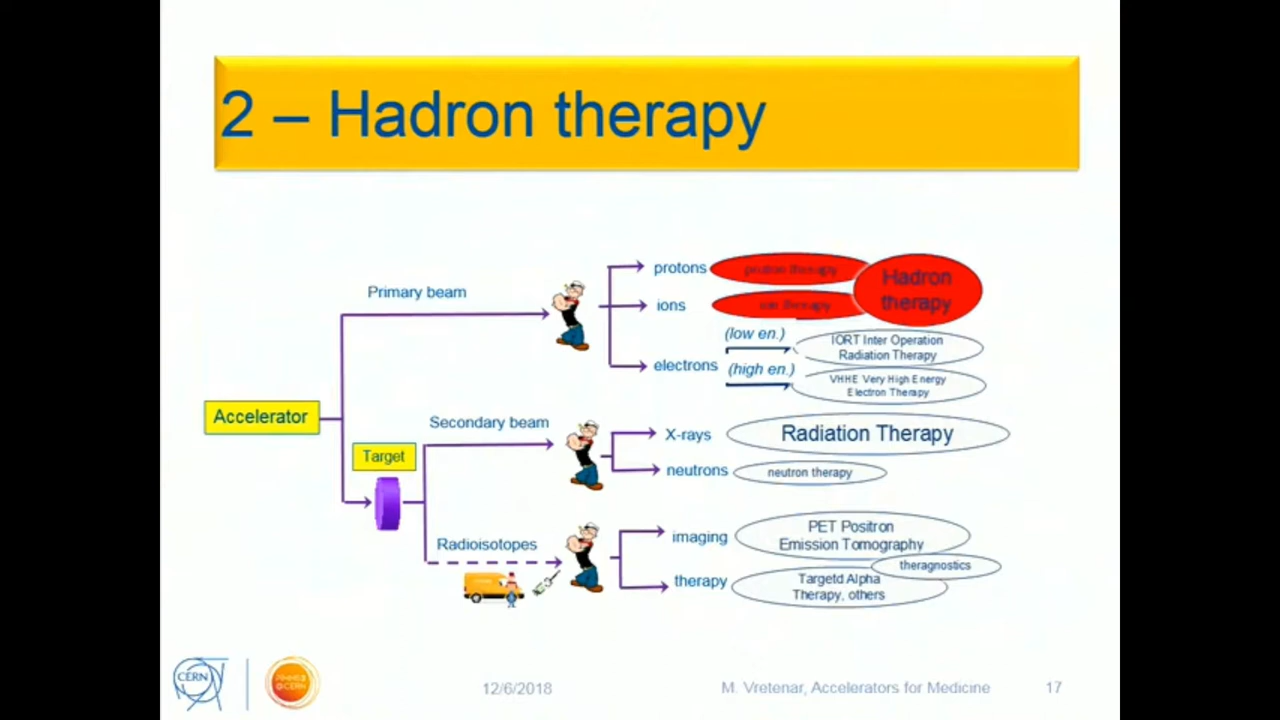 2 – Hadron therapy
Primary beam
protons
proton therapy
Hadron
therapy
ions
ion therapy
electrons
(low en.)
IORT Inter Operation
Radiation Therapy
(high en.)
VHHE Very High Energy
Electron Therapy
Accelerator
Target
Secondary beam
X-rays
Radiation Therapy
neutrons
neutron therapy
Radioisotopes
imaging
PET Positron
Emission Tomography
theragnostics
therapy
Targetd Alpha
Therapy, others
CERN
12/6/2018
M. Vretenar, Accelerators for Medicine
17